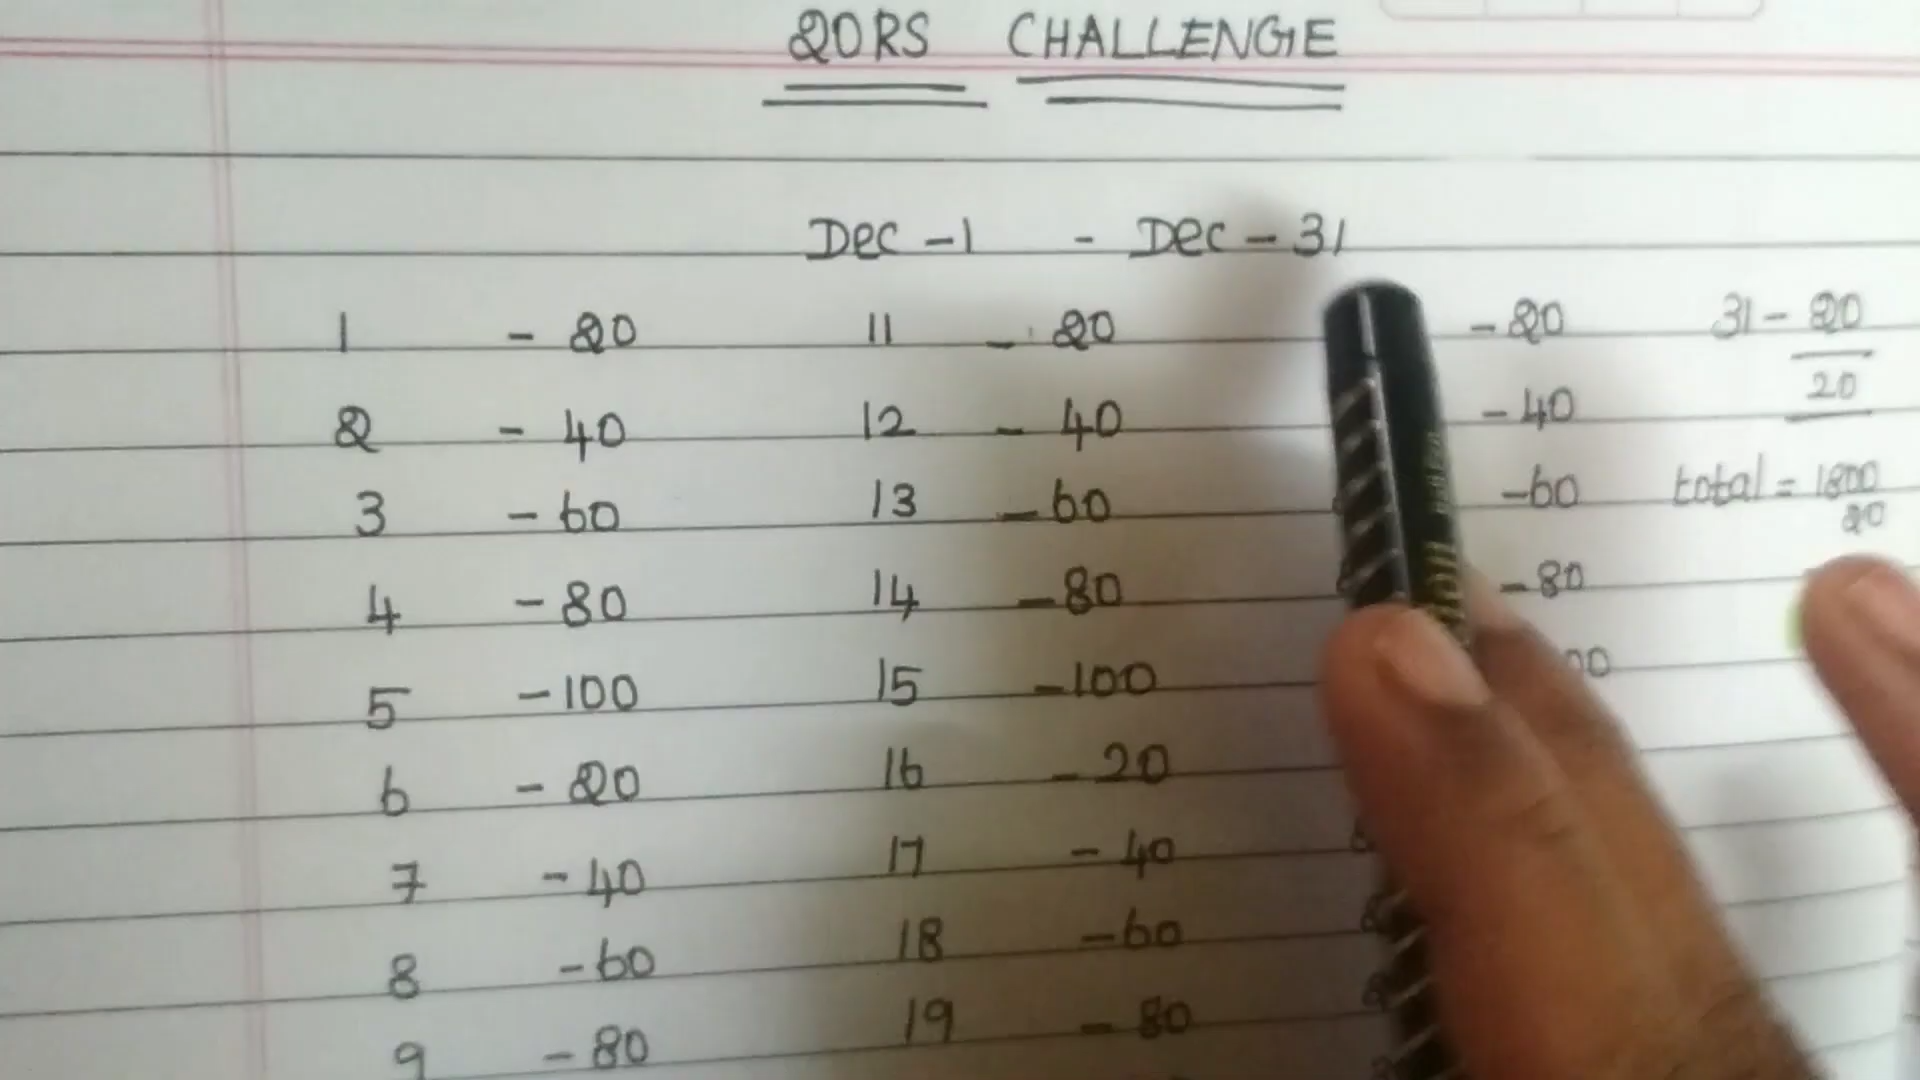 20RS CHALLENGE
Dec - 1 - Dec - 31
1 - 20 11 - 20 - 20 31 - 20
2 - 40 12 - 40 - 40 20
3 - 60 13 - 60 - 60 total = 1800
20
4 - 80 14 - 80 - 80
5 - 100 15 - 100 00
6 - 20 16 - 20
7 - 40 17 - 40
8 - 60 18 - 60
9 - 80 19 - 80